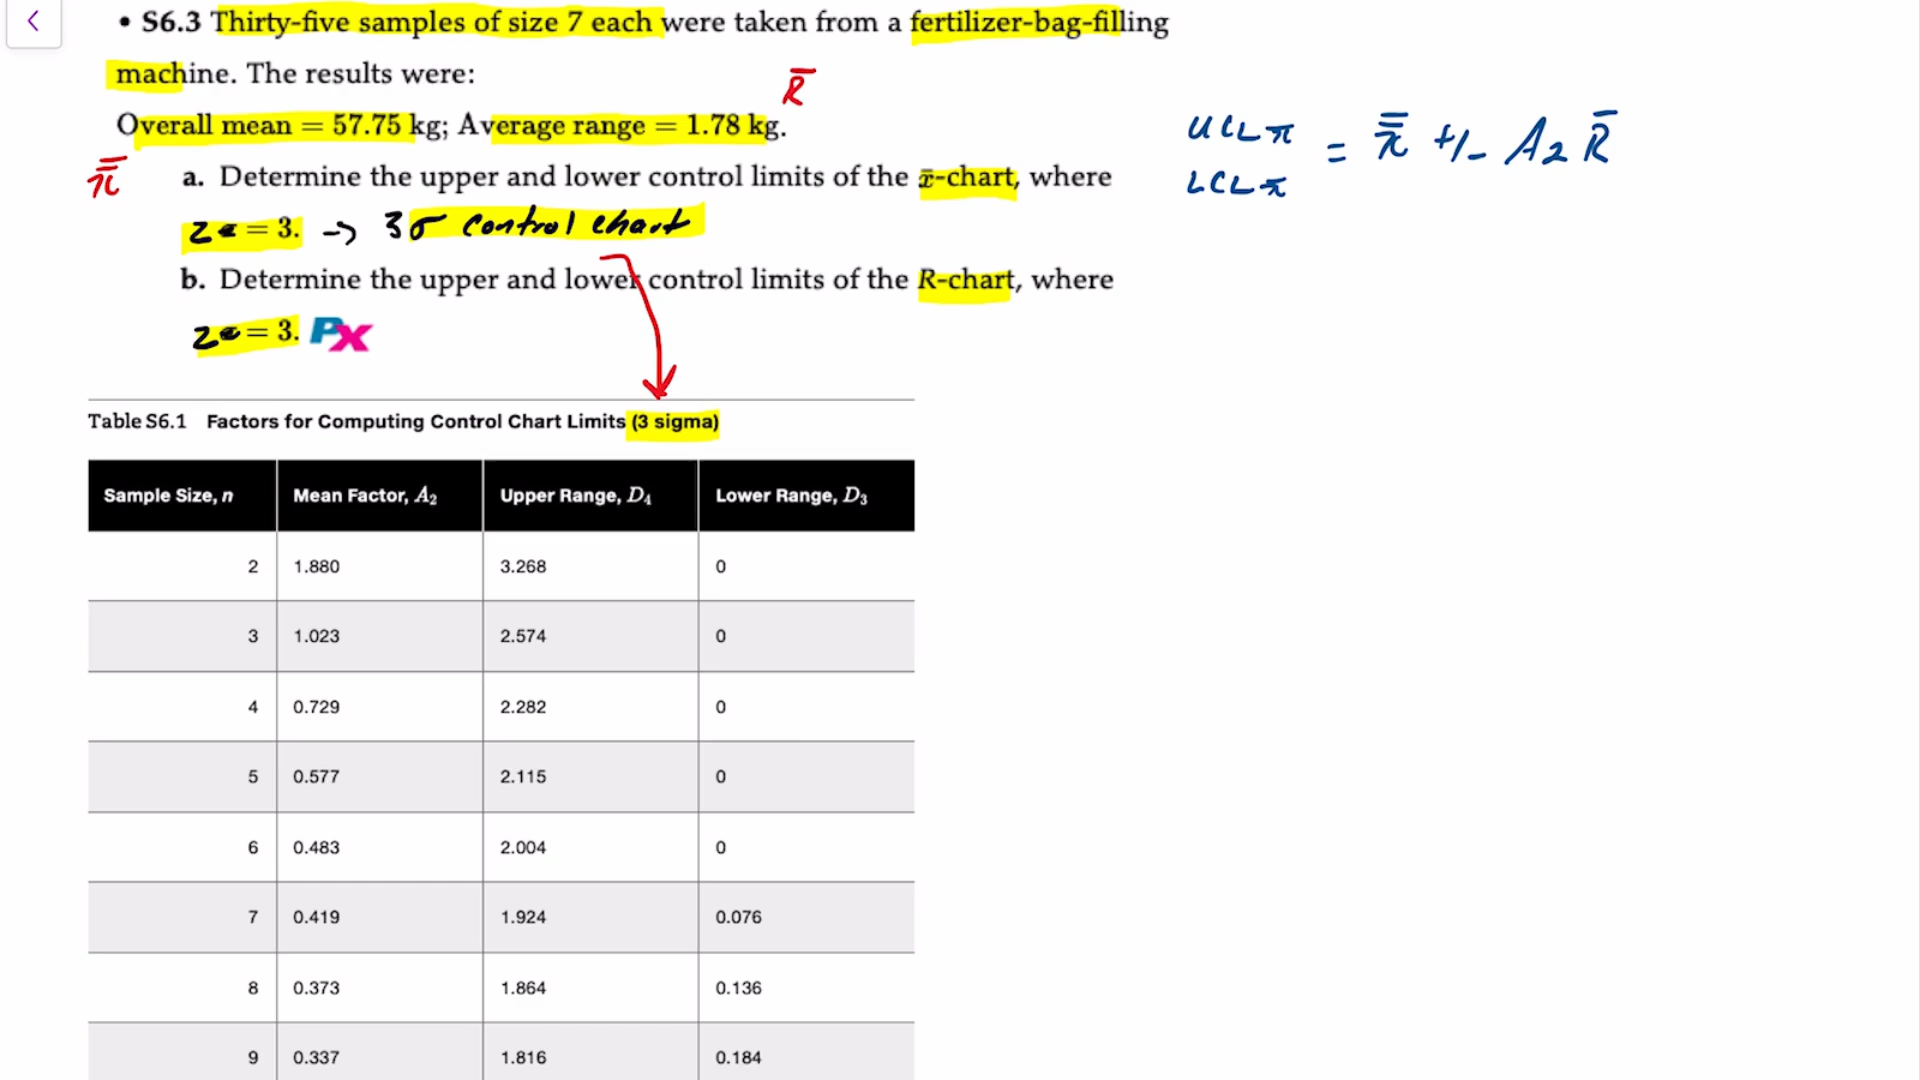 • S6.3 Thirty-five samples of size 7 each were taken from a fertilizer-bag-filling
machine. The results were:
R̄
Overall mean = 57.75 kg; Average range = 1.78 kg.
x̿
a. Determine the upper and lower control limits of the x̄-chart, where
z = 3. → 3σ control chart
b. Determine the upper and lower control limits of the R-chart, where
z = 3. PX
UCL x̄
LCL x̄
= x̿ +/- A₂ R̄
Table S6.1 Factors for Computing Control Chart Limits (3 sigma)
Sample Size, n Mean Factor, A₂ Upper Range, D₄ Lower Range, D₃
2 1.880 3.268 0
3 1.023 2.574 0
4 0.729 2.282 0
5 0.577 2.115 0
6 0.483 2.004 0
7 0.419 1.924 0.076
8 0.373 1.864 0.136
9 0.337 1.816 0.184